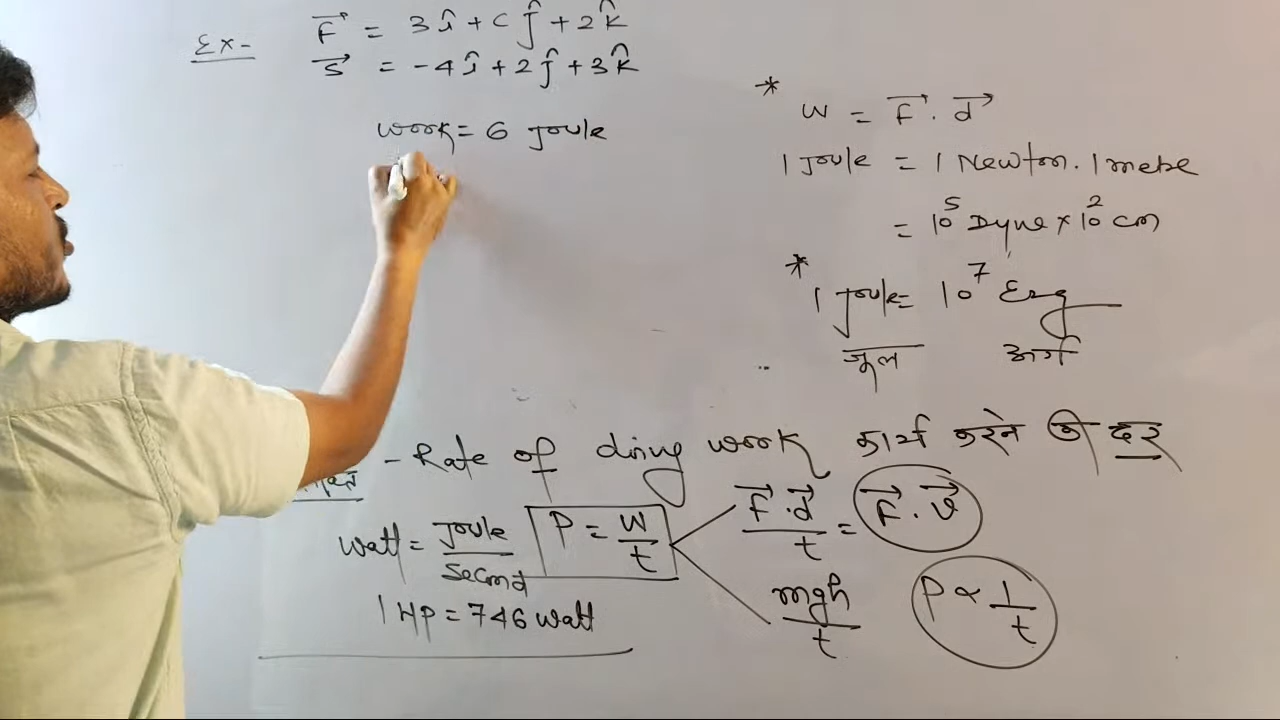 Ex- F⃗ = 3î + Cĵ + 2k̂
S⃗ = -4î + 2ĵ + 3k̂
work = 6 Joule
* W = F⃗ . d⃗
1 Joule = 1 Newton . 1 metre
= 10⁵ Dyne × 10² cm
* 1 Joule = 10⁷ Erg
जूल अर्ग
- Rate of doing work कार्य करने की दर
watt = Joule / Second
P = W / t
F⃗ . d⃗ / t = F⃗ . v⃗
mgh / t
P ∝ 1 / t
1 HP = 746 watt